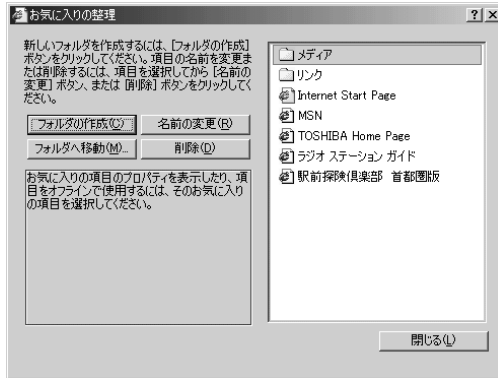 お気に入りの整理
新しいフォルダを作成するには、[フォルダの作成]
ボタンをクリックしてください。項目の名前を変更ま
たは削除するには、項目を選択してから [名前の
変更] ボタン、または [削除] ボタンをクリックしてく
ださい。
フォルダの作成(C)
名前の変更(R)
フォルダへ移動(M)...
削除(D)
お気に入りの項目のプロパティを表示したり、項
目をオフラインで使用するには、そのお気に入り
の項目を選択してください。
メディア
リンク
Internet Start Page
MSN
TOSHIBA Home Page
ラジオ ステーション ガイド
駅前探険倶楽部 首都圏版
閉じる(L)